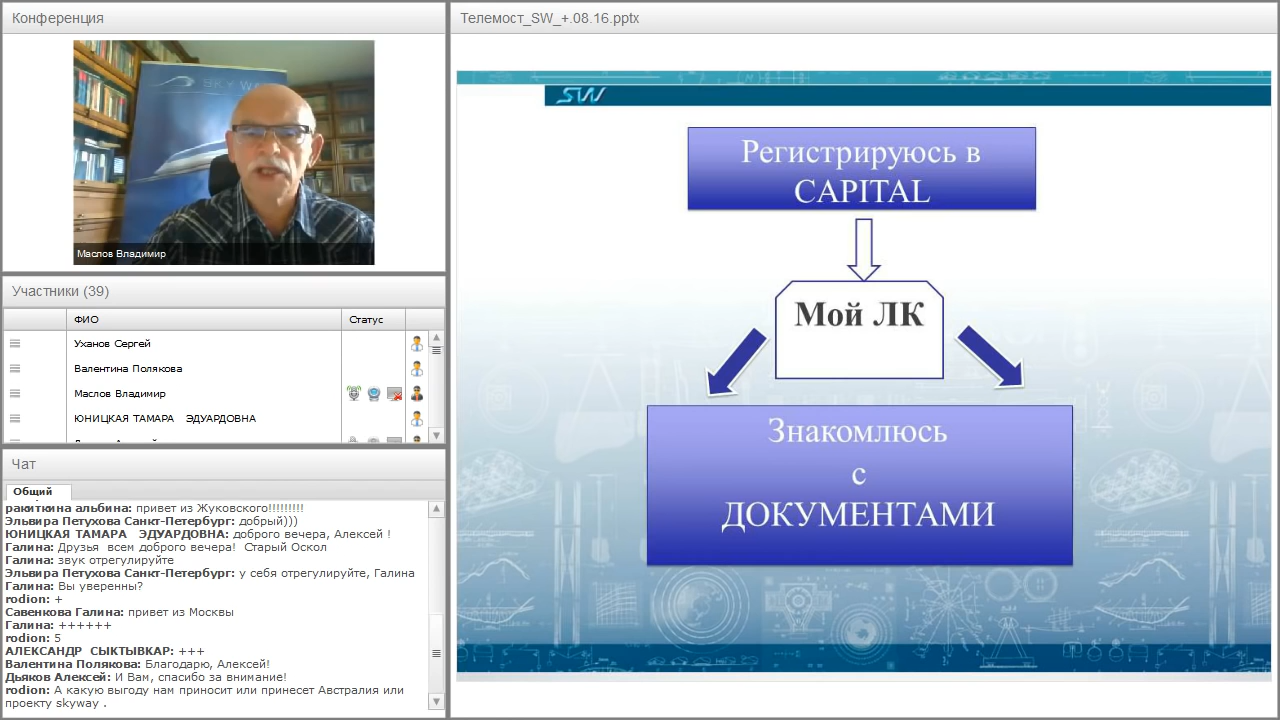 Конференция
SKY W
Маслов Владимир
Участники (39)
ФИО
Статус
Уханов Сергей
Валентина Полякова
Маслов Владимир
ЮНИЦКАЯ ТАМАРА ЭДУАРДОВНА
Чат
Общий
ракиткина альбина: привет из Жуковского!!!!!!!!!
Эльвира Петухова Санкт-Петербург: добрый)))
ЮНИЦКАЯ ТАМАРА ЭДУАРДОВНА: доброго вечера, Алексей !
Галина: Друзья всем доброго вечера! Старый Оскол
Галина: звук отрегулируйте
Эльвира Петухова Санкт-Петербург: у себя отрегулируйте, Галина
Галина: Вы уверенны?
rodion: +
Савенкова Галина: привет из Москвы
Галина: ++++++
rodion: 5
АЛЕКСАНДР СЫКТЫВКАР: +++
Валентина Полякова: Благодарю, Алексей!
Дьяков Алексей: И Вам, спасибо за внимание!
rodion: А какую выгоду нам приносит или принесет Австралия или
проекту skyway .
Телемост_SW_+.08.16.pptx
SW
Регистрируюсь в
CAPITAL
Мой ЛК
Знакомлюсь
с
ДОКУМЕНТАМИ